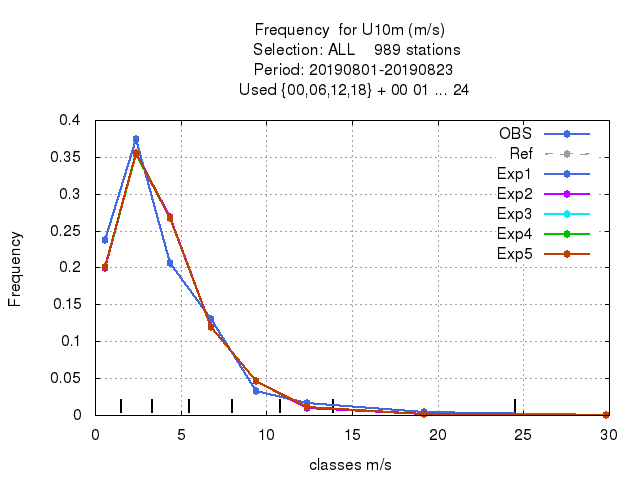 Frequency  for U10m (m/s)
Selection: ALL    989 stations
Period: 20190801-20190823
Used {00,06,12,18} + 00 01 ... 24
0.4
0.35
0.3
0.25
0.2
0.15
0.1
0.05
0
Frequency
OBS
Ref
Exp1
Exp2
Exp3
Exp4
Exp5
0 5 10 15 20 25 30
classes m/s